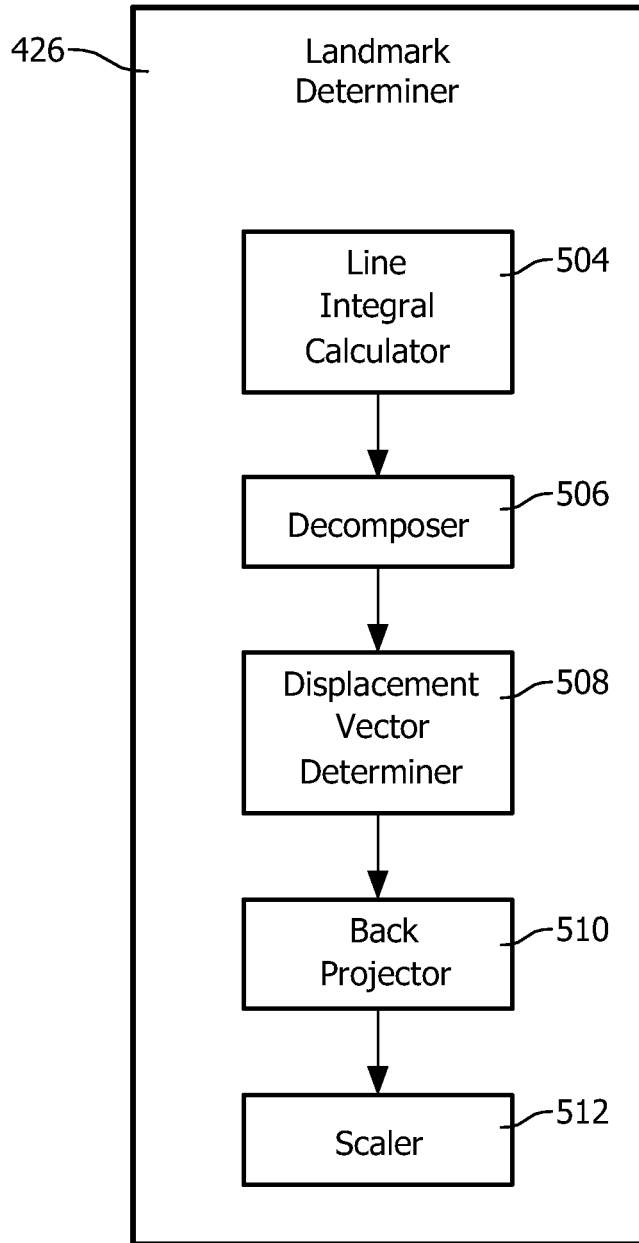 426
Landmark
Determiner
Line
Integral
Calculator
504
Decomposer
506
Displacement
Vector
Determiner
508
Back
Projector
510
Scaler
512